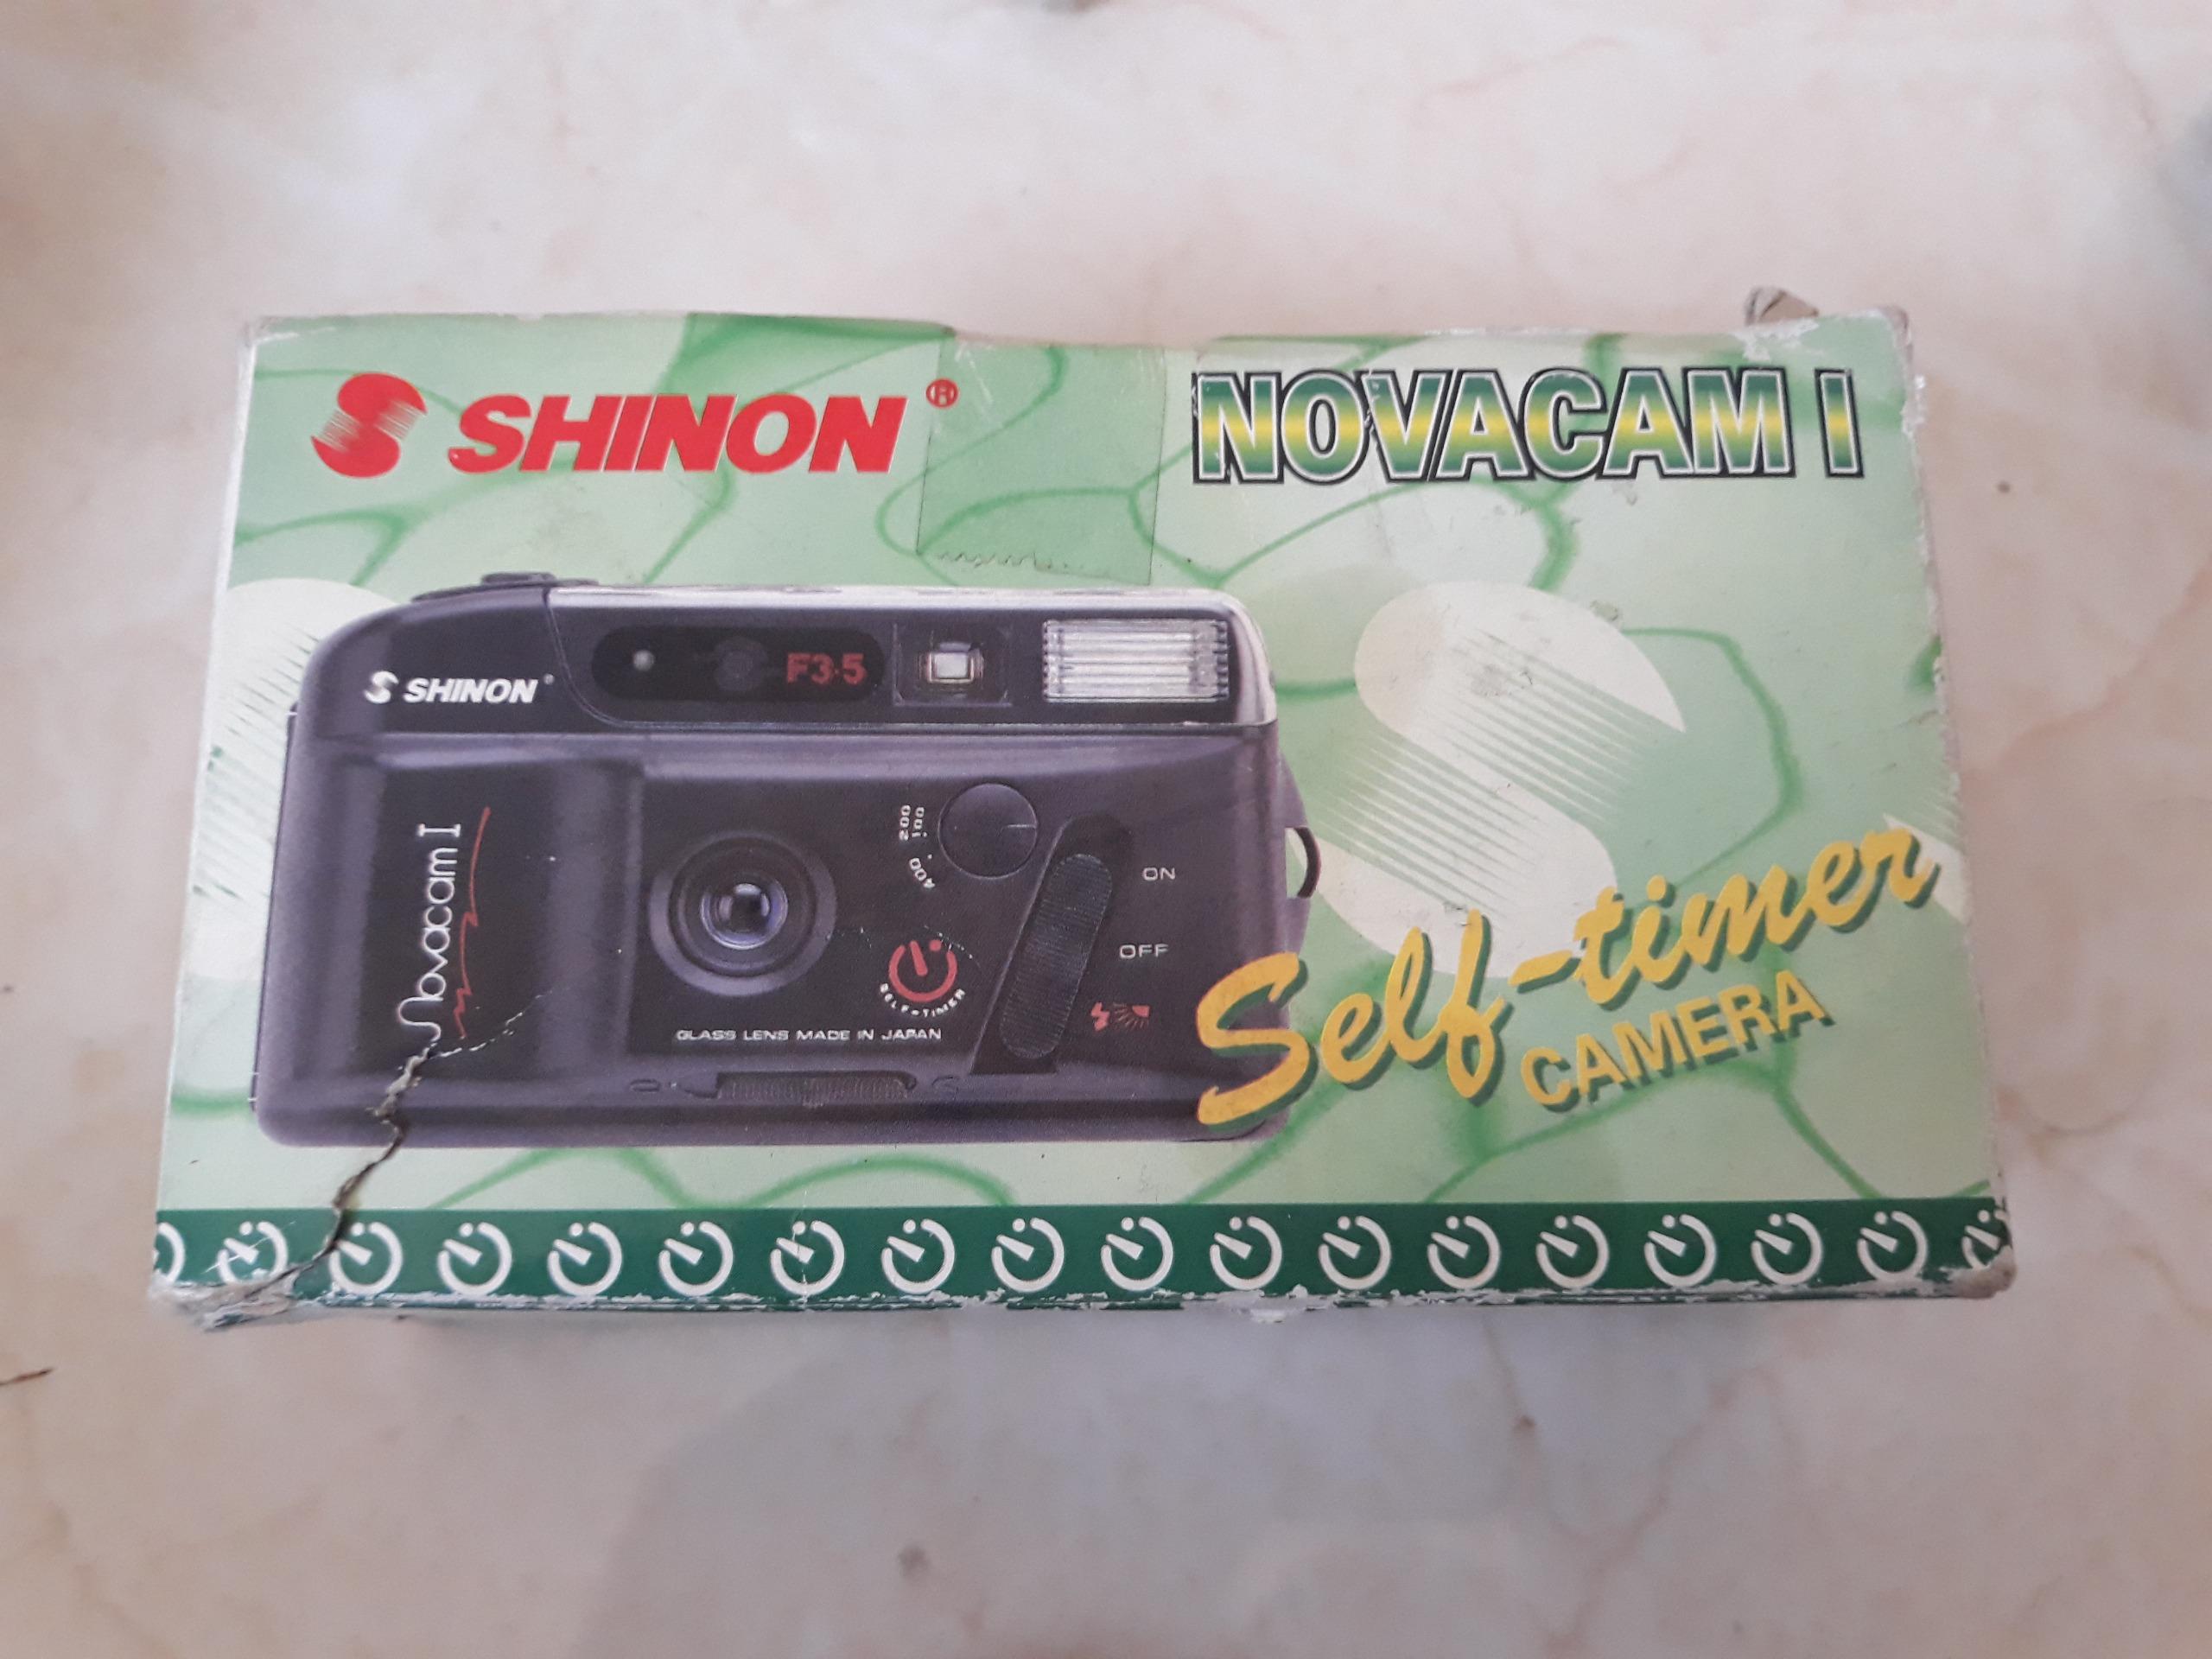 SHINON®
NOVACAM I
SHINON®
F3.5
Novacam I
100
200
400
ON
OFF
SELF-TIMER
GLASS LENS MADE IN JAPAN
Self-timer
CAMERA